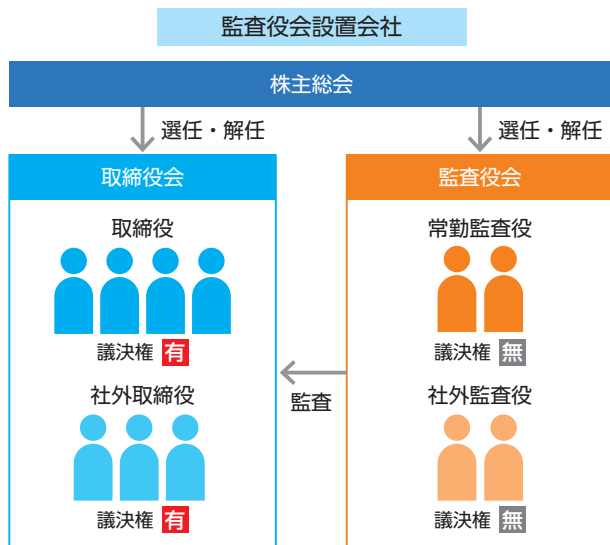 監査役会設置会社
株主総会
選任・解任
選任・解任
取締役会
取締役
議決権 有
社外取締役
議決権 有
監査
監査役会
常勤監査役
議決権 無
社外監査役
議決権 無